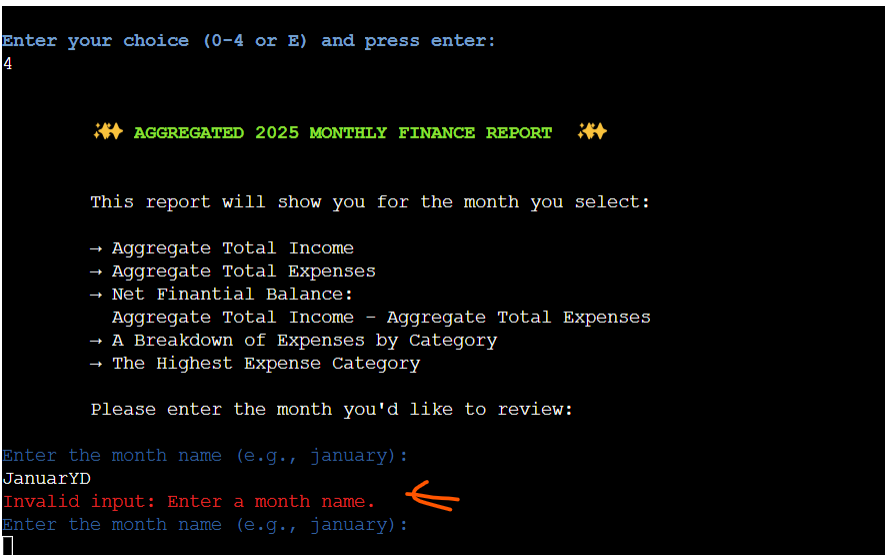 Enter your choice (0-4 or E) and press enter:
4
AGGREGATED 2025 MONTHLY FINANCE REPORT
This report will show you for the month you select:
→ Aggregate Total Income
→ Aggregate Total Expenses
→ Net Finantial Balance:
Aggregate Total Income – Aggregate Total Expenses
→ A Breakdown of Expenses by Category
→ The Highest Expense Category
Please enter the month you'd like to review:
Enter the month name (e.g., january):
JanuarYD
Invalid input: Enter a month name.
Enter the month name (e.g., january):